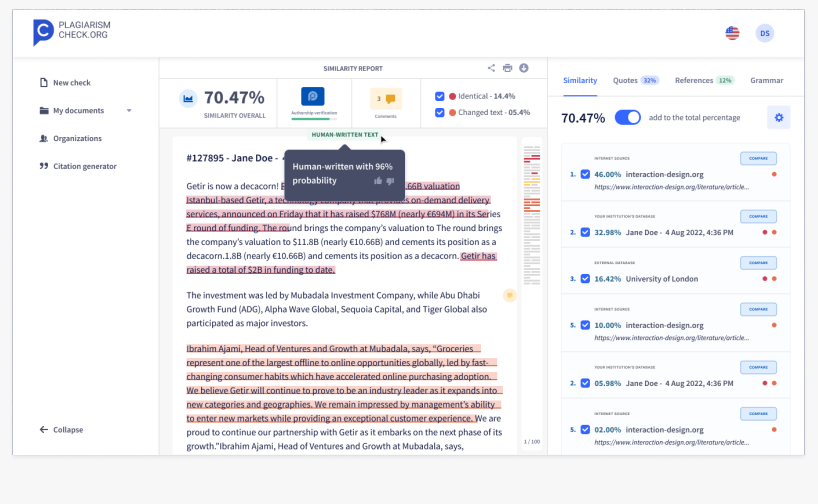 PLAGIARISM
CHECK.ORG
DS
New check
My documents
Organizations
Citation generator
Collapse
SIMILARITY REPORT
70.47%
SIMILARITY OVERALL
Authorship verification
3
Comments
Identical - 14.4%
Changed text - 05.4%
HUMAN-WRITTEN TEXT
Human-written with 96%
probability
#127895 - Jane Doe -
Getir is now a decacorn! .66B valuation
Istanbul-based Getir, a on-demand delivery
services, announced on Friday that it has raised $768M (nearly €694M) in its Series
E round of funding. The round brings the company's valuation to The round brings
the company's valuation to $11.8B (nearly €10.66B) and cements its position as a
decacorn.1.8B (nearly €10.66B) and cements its position as a decacorn. Getir has
raised a total of $2B in funding to date.
The investment was led by Mubadala Investment Company, while Abu Dhabi
Growth Fund (ADG), Alpha Wave Global, Sequoia Capital, and Tiger Global also
participated as major investors.
Ibrahim Ajami, Head of Ventures and Growth at Mubadala, says, "Groceries
represent one of the largest offline to online opportunities globally, led by fast-
changing consumer habits which have accelerated online purchasing adoption.
We believe Getir will continue to prove to be an industry leader as it expands into
new categories and geographies. We remain impressed by management's ability
to enter new markets while providing an exceptional customer experience. We are
proud to continue our partnership with Getir as it embarks on the next phase of its
growth."Ibrahim Ajami, Head of Ventures and Growth at Mubadala, says,
1 / 100
Similarity
Quotes 32%
References 12%
Grammar
70.47%
add to the total percentage
INTERNET SOURCE
COMPARE
1. 46.00% interaction-design.org
https://www.interaction-design.org/literature/article...
YOUR INSTITUTION'S DATABASE
COMPARE
2. 32.98% Jane Doe - 4 Aug 2022, 4:36 PM
EXTERNAL DATABASE
COMPARE
3. 16.42% University of London
INTERNET SOURCE
COMPARE
5. 10.00% interaction-design.org
https://www.interaction-design.org/literature/article...
YOUR INSTITUTION'S DATABASE
COMPARE
2. 05.98% Jane Doe - 4 Aug 2022, 4:36 PM
INTERNET SOURCE
COMPARE
5. 02.00% interaction-design.org
https://www.interaction-design.org/literature/article...